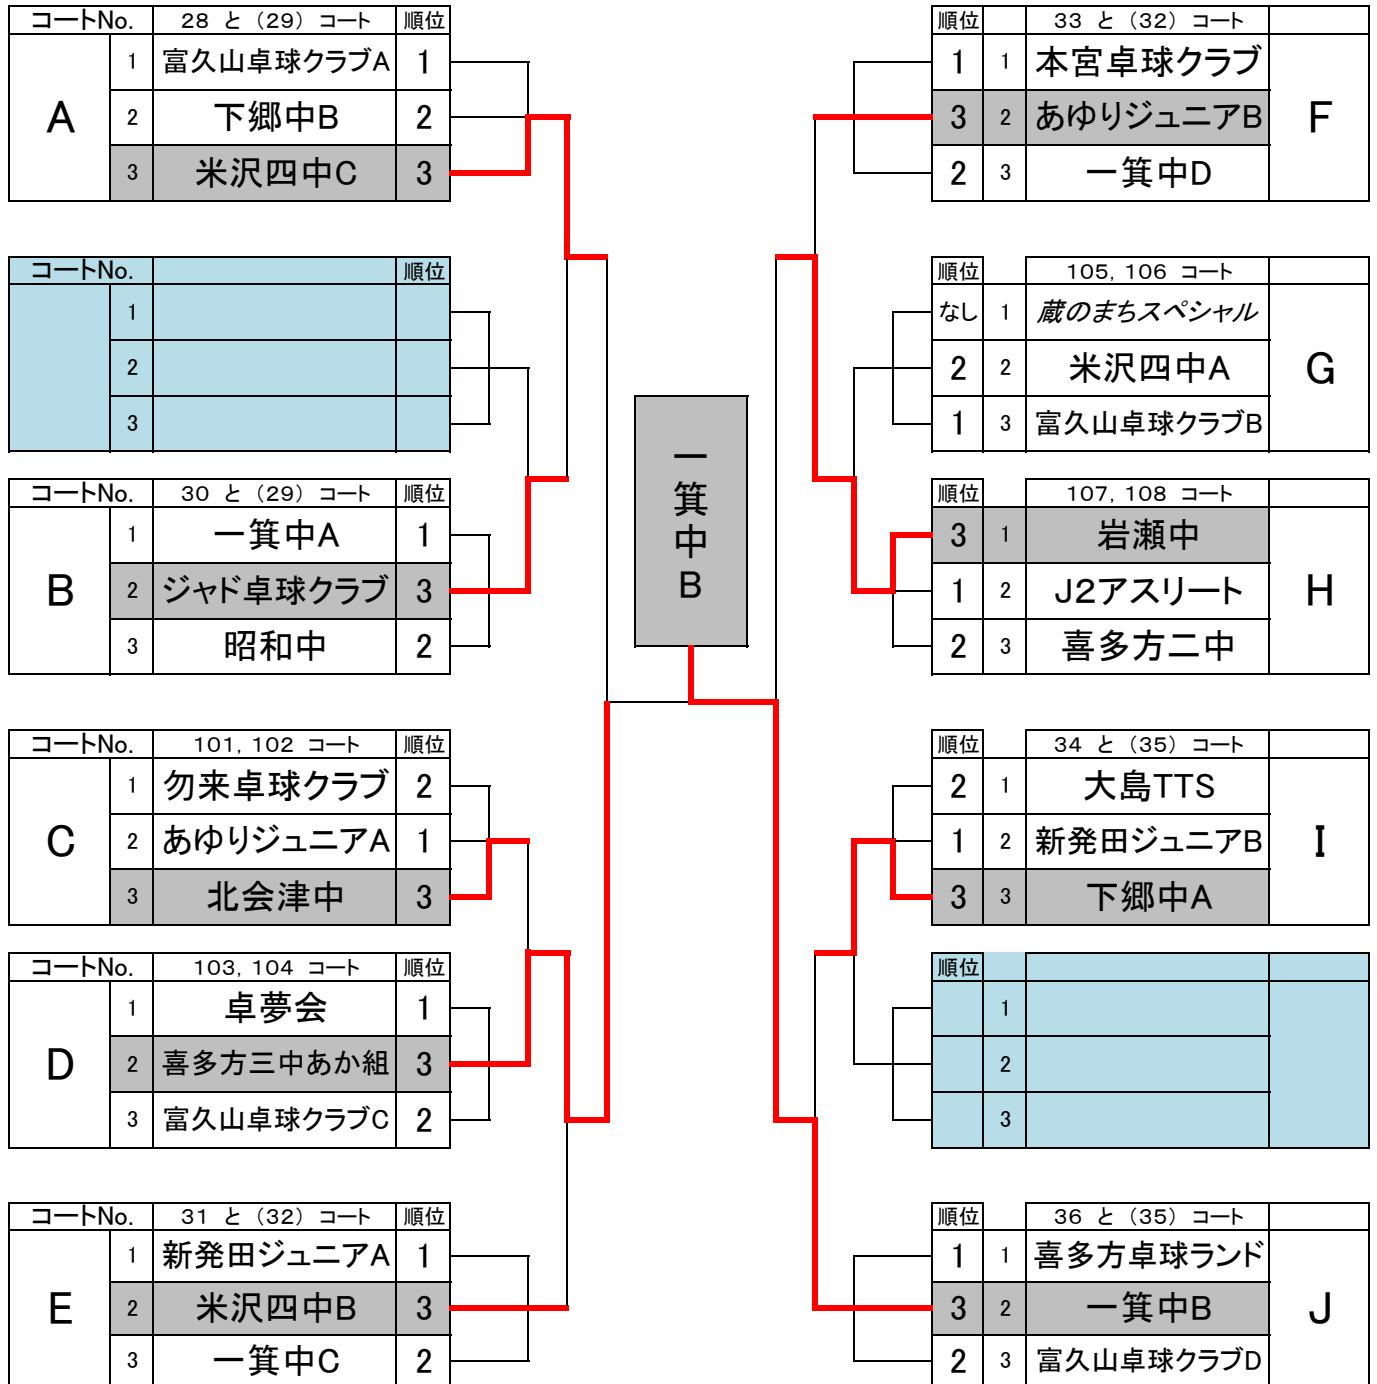 コートNo. 28 と (29) コート 順位
A
1 富久山卓球クラブA 1
2 下郷中B 2
3 米沢四中C 3
コートNo. 順位
1
2
3
コートNo. 30 と (29) コート 順位
B
1 一箕中A 1
2 ジャド卓球クラブ 3
3 昭和中 2
コートNo. 101, 102 コート 順位
C
1 勿来卓球クラブ 2
2 あゆりジュニアA 1
3 北会津中 3
コートNo. 103, 104 コート 順位
D
1 卓夢会 1
2 喜多方三中あか組 3
3 富久山卓球クラブC 2
コートNo. 31 と (32) コート 順位
E
1 新発田ジュニアA 1
2 米沢四中B 3
3 一箕中C 2
一箕中B
順位 33 と (32) コート
1 1 本宮卓球クラブ
3 2 あゆりジュニアB
2 3 一箕中D
F
順位 105, 106 コート
なし 1 蔵のまちスペシャル
2 2 米沢四中A
1 3 富久山卓球クラブB
G
順位 107, 108 コート
3 1 岩瀬中
1 2 J2アスリート
2 3 喜多方二中
H
順位 34 と (35) コート
2 1 大島TTS
1 2 新発田ジュニアB
3 3 下郷中A
I
順位
1
2
3
順位 36 と (35) コート
1 1 喜多方卓球ランド
3 2 一箕中B
2 3 富久山卓球クラブD
J